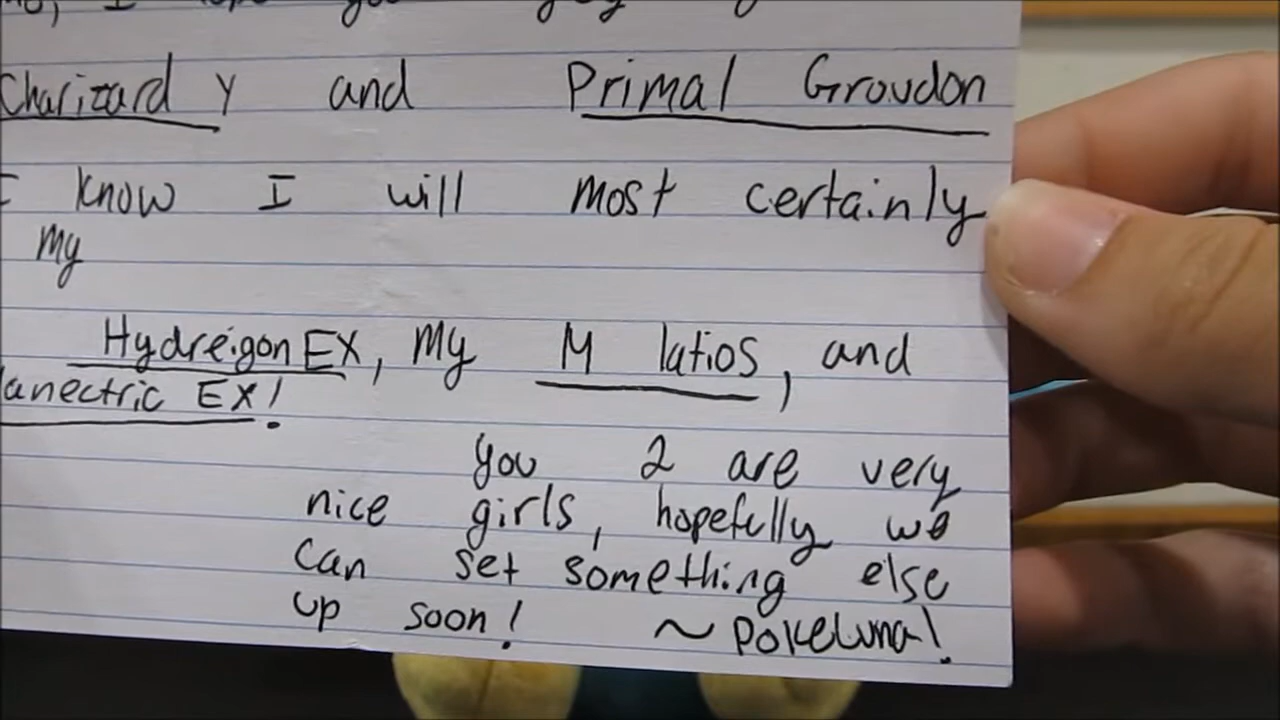 Charizard Y and Primal Groudon
I know I will most certainly
my
Hydreigon EX, my M latios, and
anectric EX!
you 2 are very
nice girls, hopefully we
can set something else
up soon! ~PokeLuna!